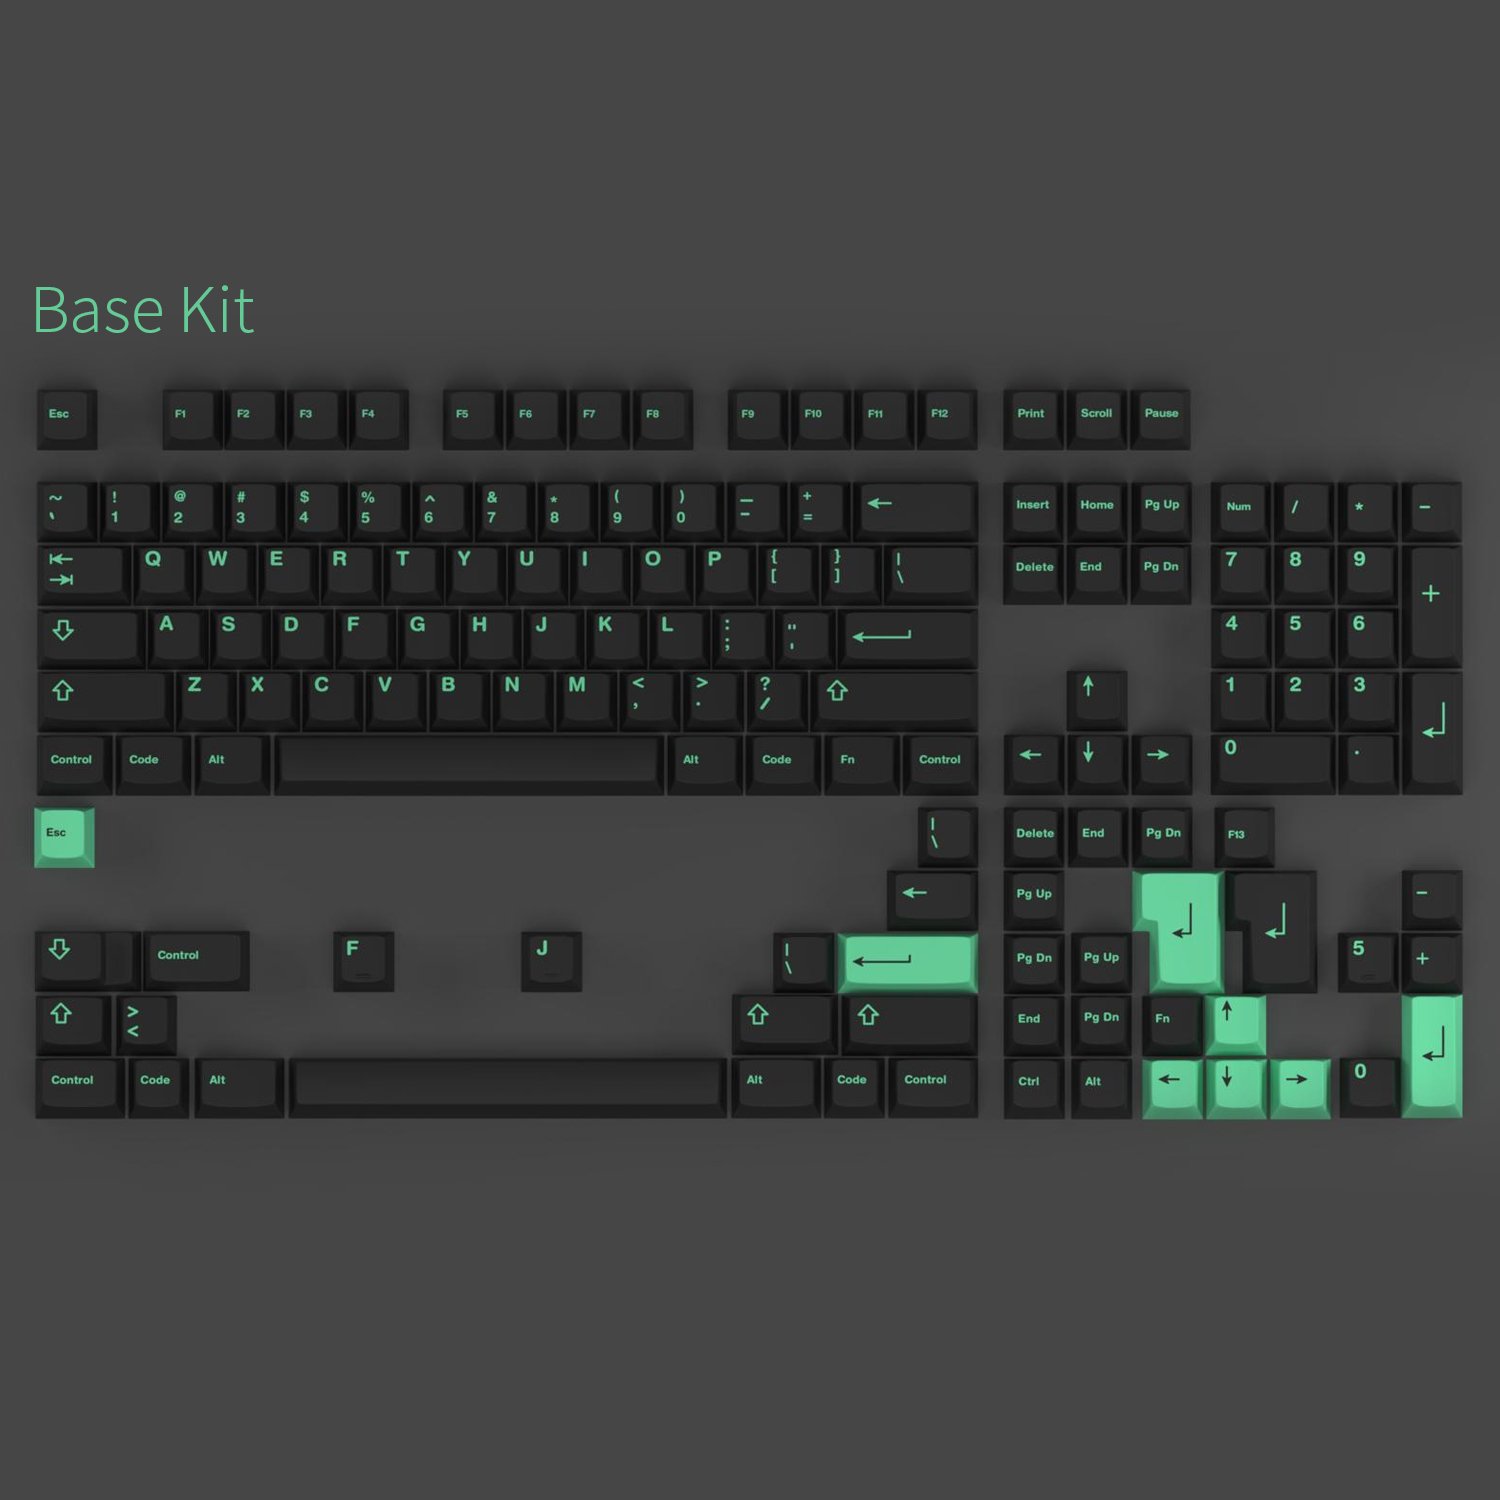 Base Kit
Esc F1 F2 F3 F4 F5 F6 F7 F8 F9 F10 F11 F12 Print Scroll Pause
~ ! @ # $ % ^ & * ( ) — +
` 1 2 3 4 5 6 7 8 9 0 - = ← Insert Home Pg Up Num / * -
⇤ Q W E R T Y U I O P { } | Delete End Pg Dn 7 8 9 +
⇥ [ ] \
⇩ A S D F G H J K L : " ↵ 4 5 6
; '
⇧ Z X C V B N M < > ? ⇧ ↑ 1 2 3 ↵
, . /
Control Code Alt Alt Code Fn Control ← ↓ → 0 .
Esc | Delete End Pg Dn F13
\
← Pg Up ↵ ↵ -
⇩ Control F J | ↵ Pg Dn Pg Up 5 +
\
⇧ > ⇧ ⇧ End Pg Dn Fn ↑ ↵
<
Control Code Alt Alt Code Control Ctrl Alt ← ↓ → 0